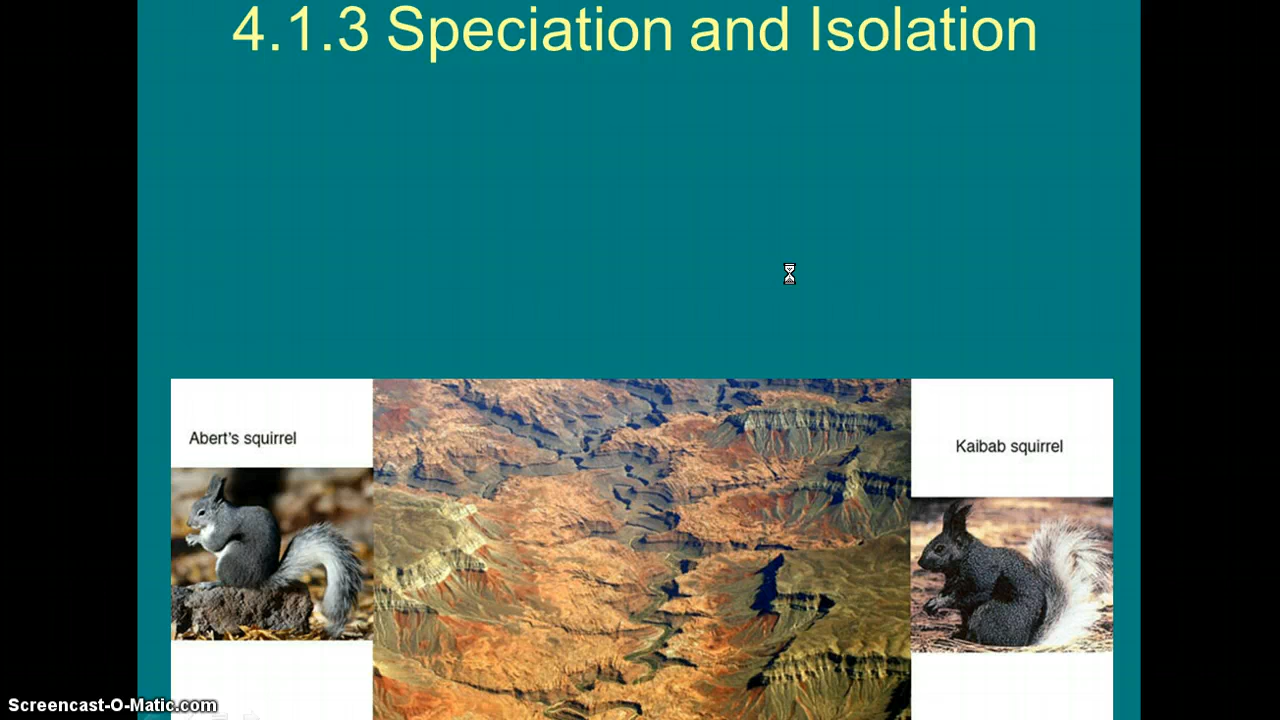 4.1.3 Speciation and Isolation
Abert's squirrel
Kaibab squirrel
Screencast-O-Matic.com